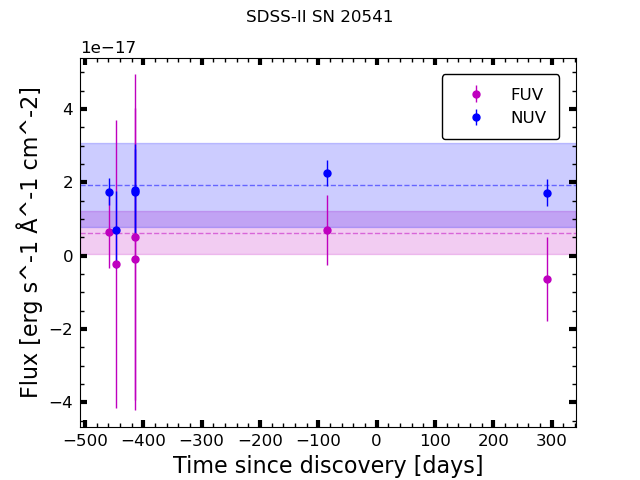 SDSS-II SN 20541
1e−17
FUV
NUV
4
2
0
−2
−4
Flux [erg s^-1 Å^-1 cm^-2]
−500 −400 −300 −200 −100 0 100 200 300
Time since discovery [days]